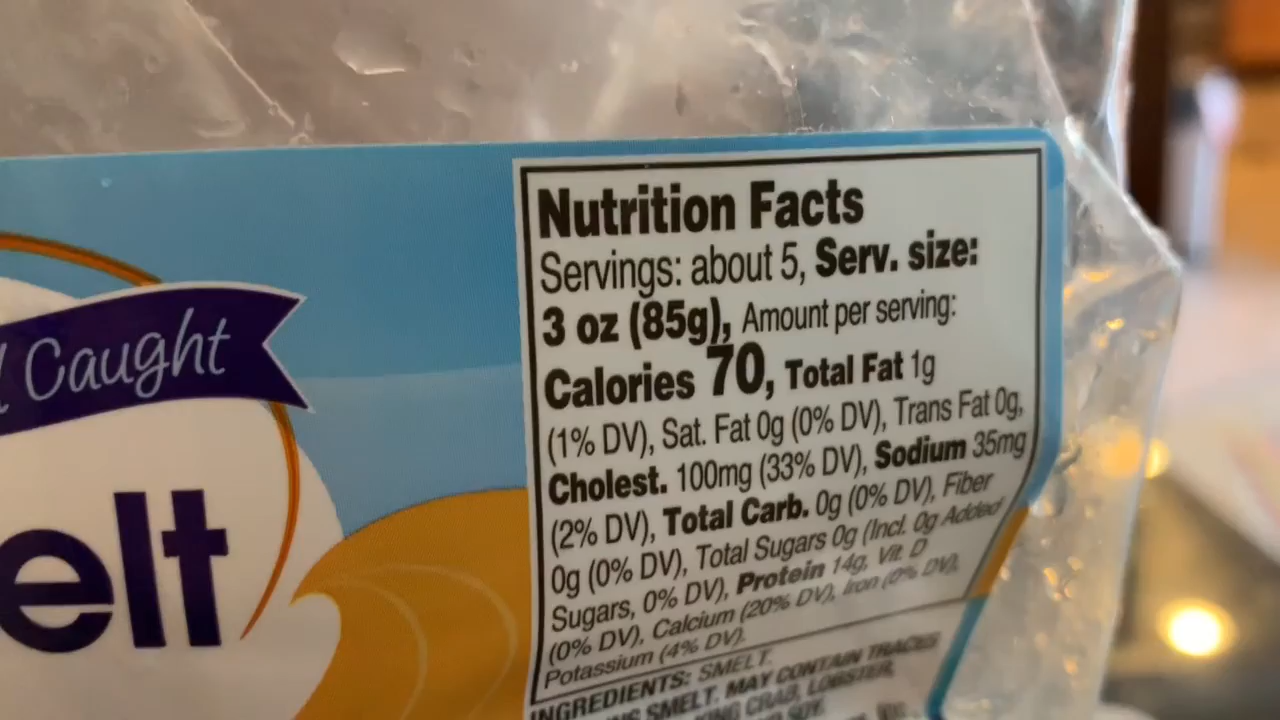 Caught
elt
Nutrition Facts
Servings: about 5, Serv. size:
3 oz (85g), Amount per serving:
Calories 70, Total Fat 1g
(1% DV), Sat. Fat 0g (0% DV), Trans Fat 0g,
Cholest. 100mg (33% DV), Sodium 35mg
(2% DV), Total Carb. 0g (0% DV), Fiber
0g (0% DV), Total Sugars 0g (Incl. 0g Added
Sugars, 0% DV), Protein 14g, Vit. D
(0% DV), Calcium (20% DV), Iron (0% DV),
Potassium (4% DV).
INGREDIENTS: SMELT.
SMELT. MAY CONTAIN TRACES
KING CRAB, LOBSTER,
SOY.